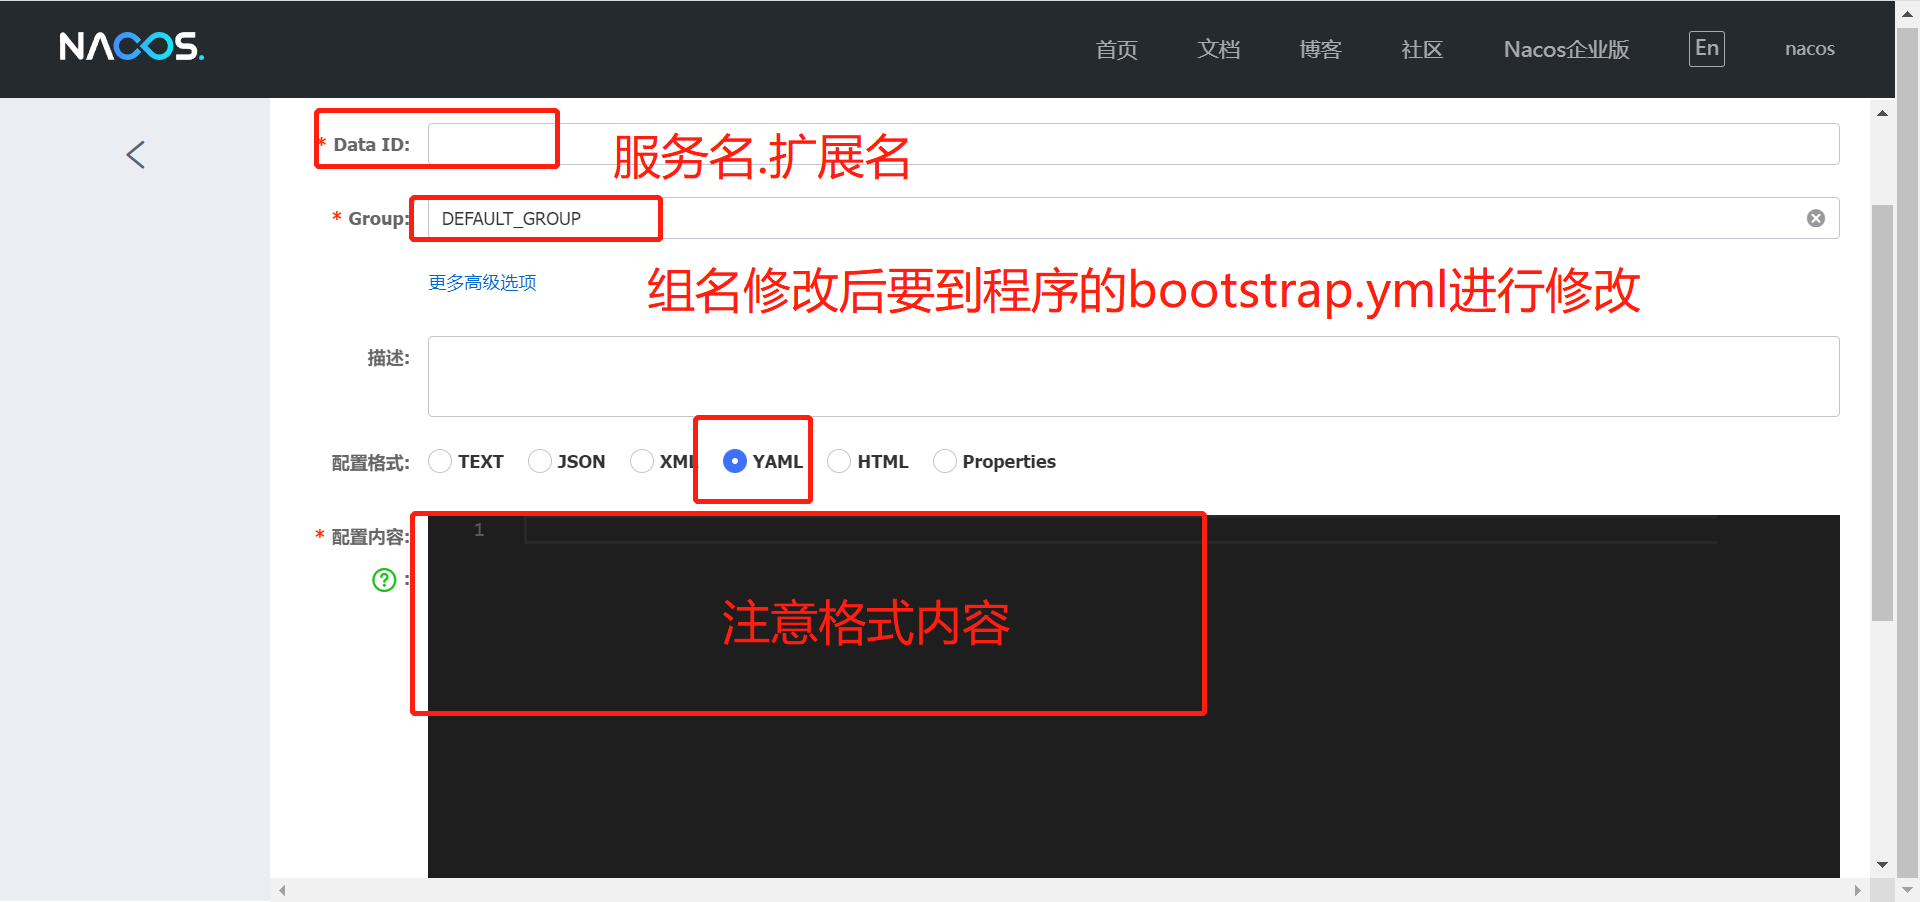 NACOS.
首页 文档 博客 社区 Nacos企业版 En nacos
* Data ID:
服务名.扩展名
* Group: DEFAULT_GROUP
更多高级选项
组名修改后要到程序的bootstrap.yml进行修改
描述:
配置格式: TEXT JSON XML YAML HTML Properties
* 配置内容: 1
? :
注意格式内容